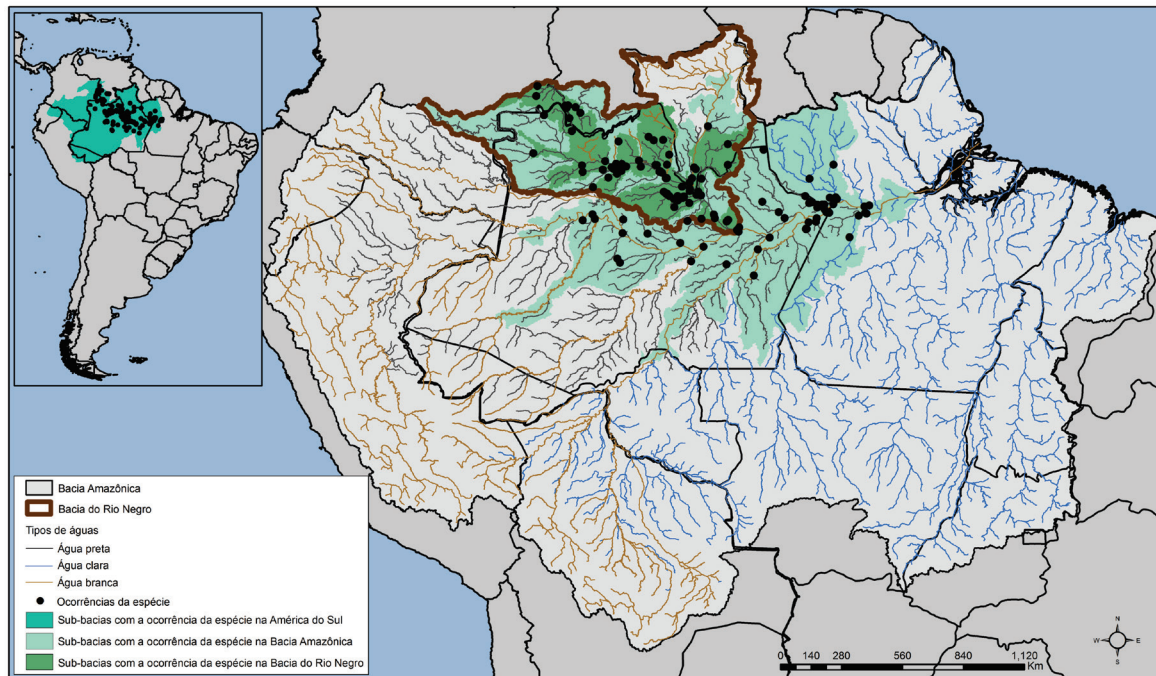 Bacia Amazônica
Bacia do Rio Negro
Tipos de águas
Água preta
Água clara
Água branca
Ocorrências da espécie
Sub-bacias com a ocorrência da espécie na América do Sul
Sub-bacias com a ocorrência da espécie na Bacia Amazônica
Sub-bacias com a ocorrência da espécie na Bacia do Rio Negro
N
W E
S
0 140 280 560 840 1,120
Km